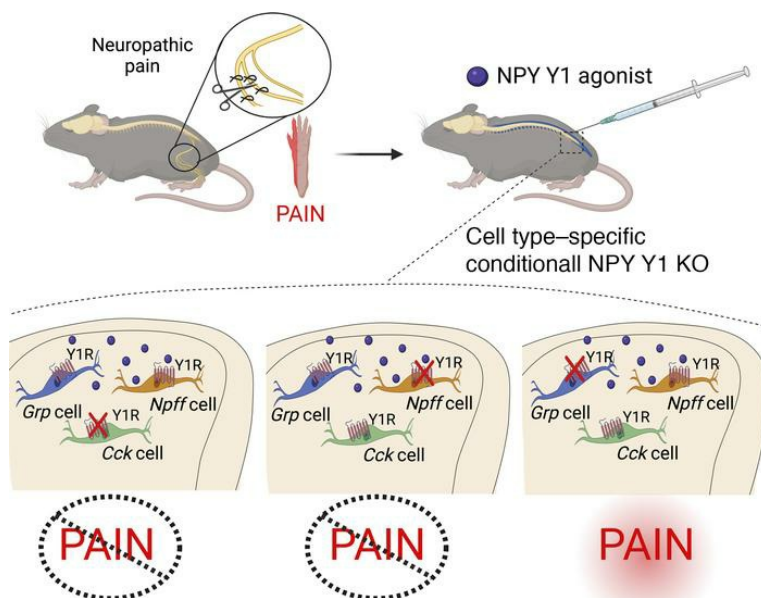 Neuropathic
pain
PAIN
NPY Y1 agonist
Cell type–specific
conditionall NPY Y1 KO
Y1R
Grp cell
Y1R
Npff cell
Y1R
Cck cell
Y1R
Grp cell
Y1R
Npff cell
Y1R
Cck cell
Y1R
Grp cell
Y1R
Npff cell
Y1R
Cck cell
PAIN
PAIN
PAIN